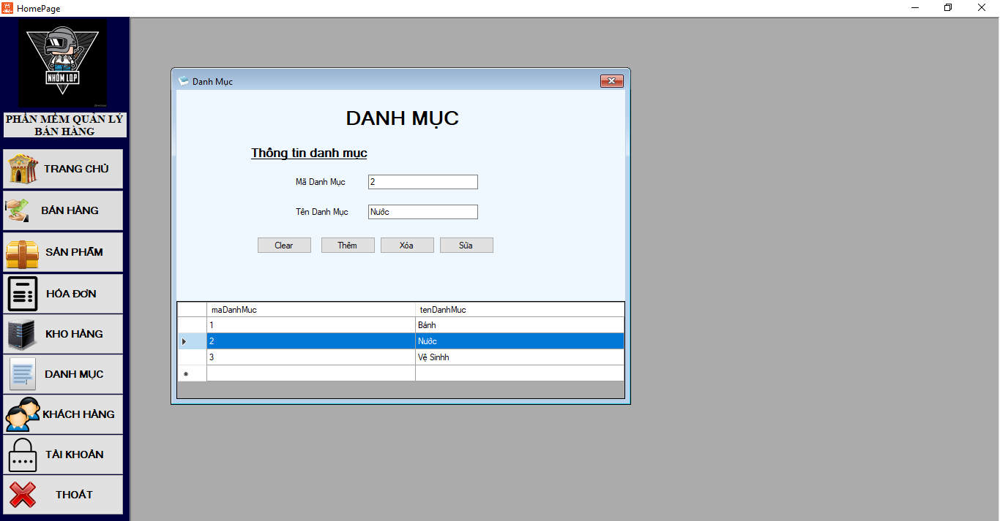 HomePage
NHÓM LQP
PHẦN MỀM QUẢN LÝ
BÁN HÀNG
TRANG CHỦ
BÁN HÀNG
SẢN PHẨM
HÓA ĐƠN
KHO HÀNG
DANH MỤC
KHÁCH HÀNG
TÀI KHOẢN
THOÁT
Danh Mục
DANH MỤC
Thông tin danh mục
Mã Danh Mục 2
Tên Danh Mục Nước
Clear Thêm Xóa Sửa
maDanhMuc tenDanhMuc
1 Bánh
2 Nước
3 Vệ Sinhh